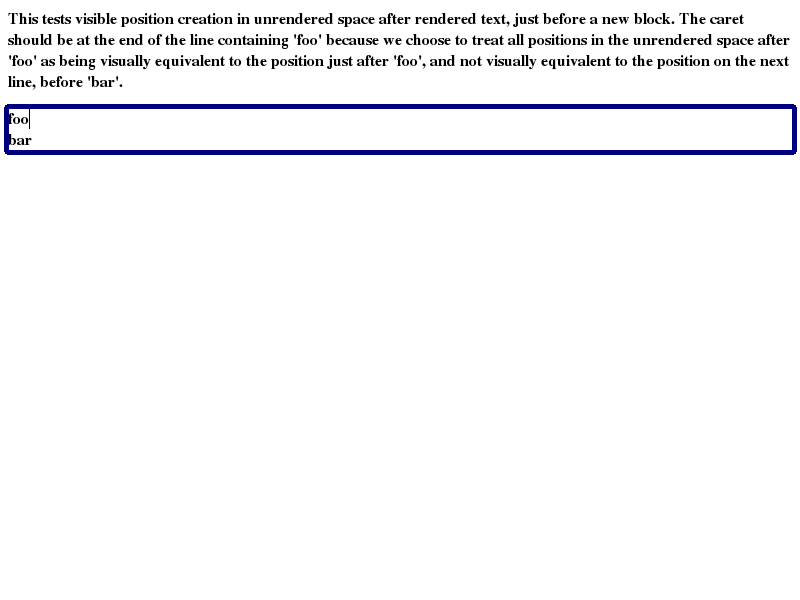 This tests visible position creation in unrendered space after rendered text, just before a new block. The caret
should be at the end of the line containing 'foo' because we choose to treat all positions in the unrendered space after
'foo' as being visually equivalent to the position just after 'foo', and not visually equivalent to the position on the next
line, before 'bar'.
foo
bar